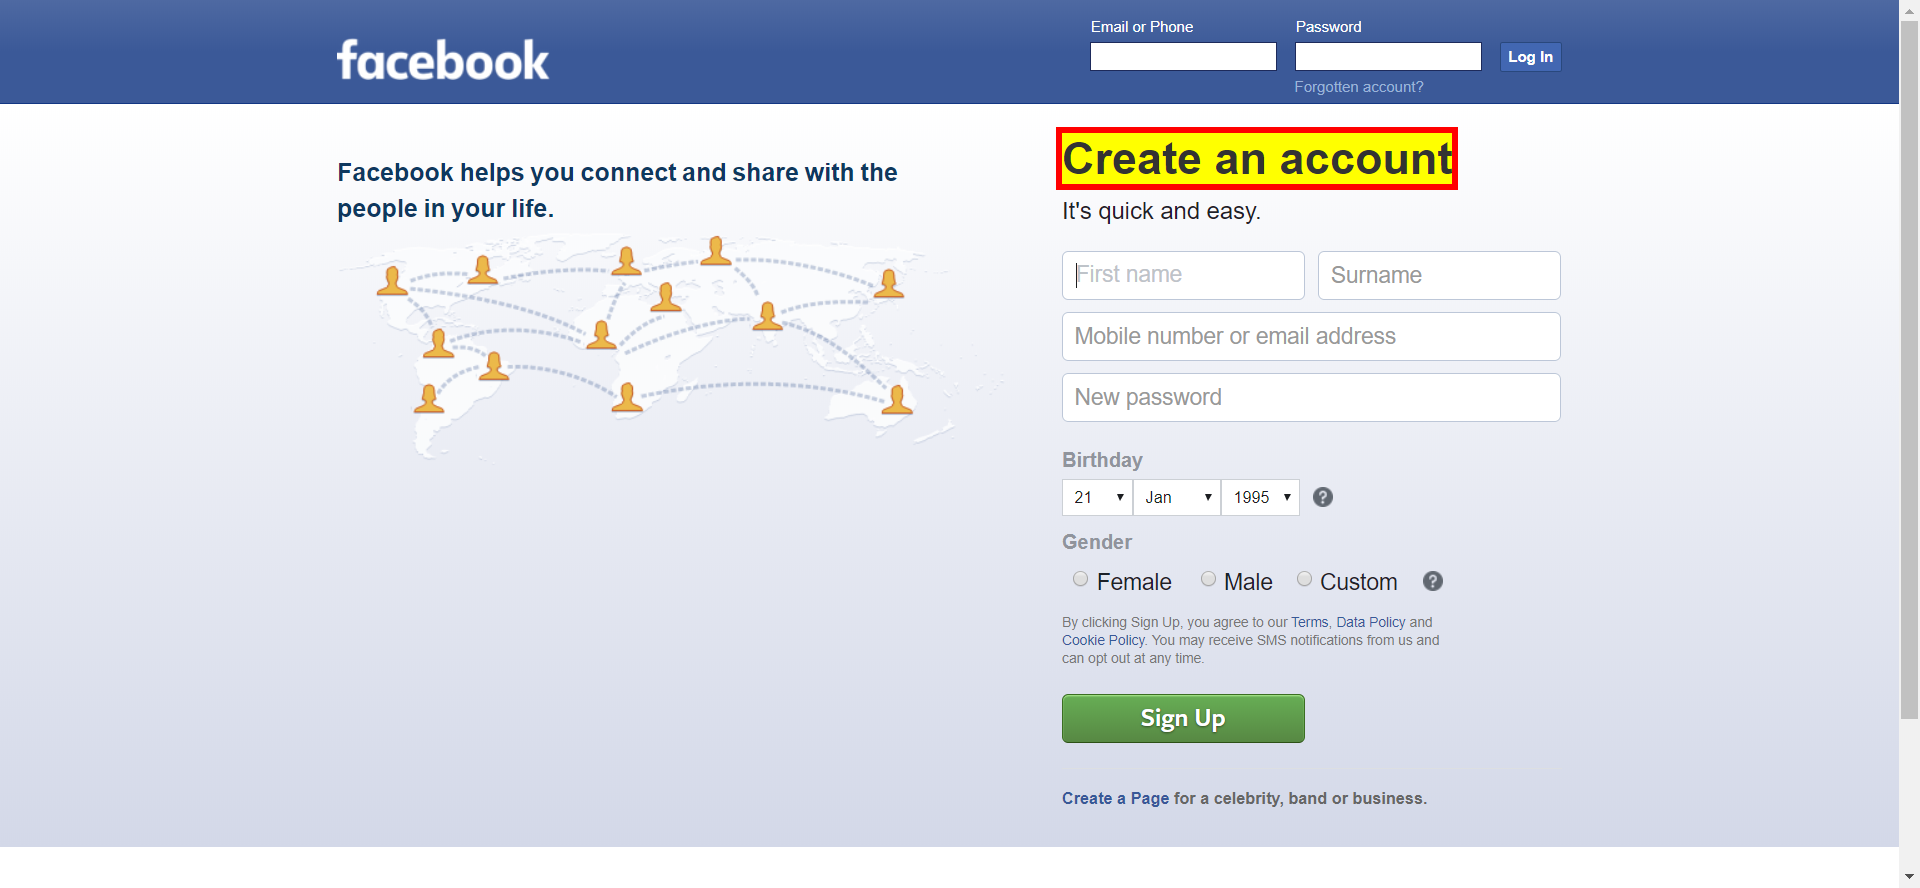 facebook
Email or Phone
Password
Log In
Forgotten account?
Facebook helps you connect and share with the
people in your life.
Create an account
It's quick and easy.
First name
Surname
Mobile number or email address
New password
Birthday
21
Jan
1995
?
Gender
Female
Male
Custom
?
By clicking Sign Up, you agree to our Terms, Data Policy and
Cookie Policy. You may receive SMS notifications from us and
can opt out at any time.
Sign Up
Create a Page for a celebrity, band or business.